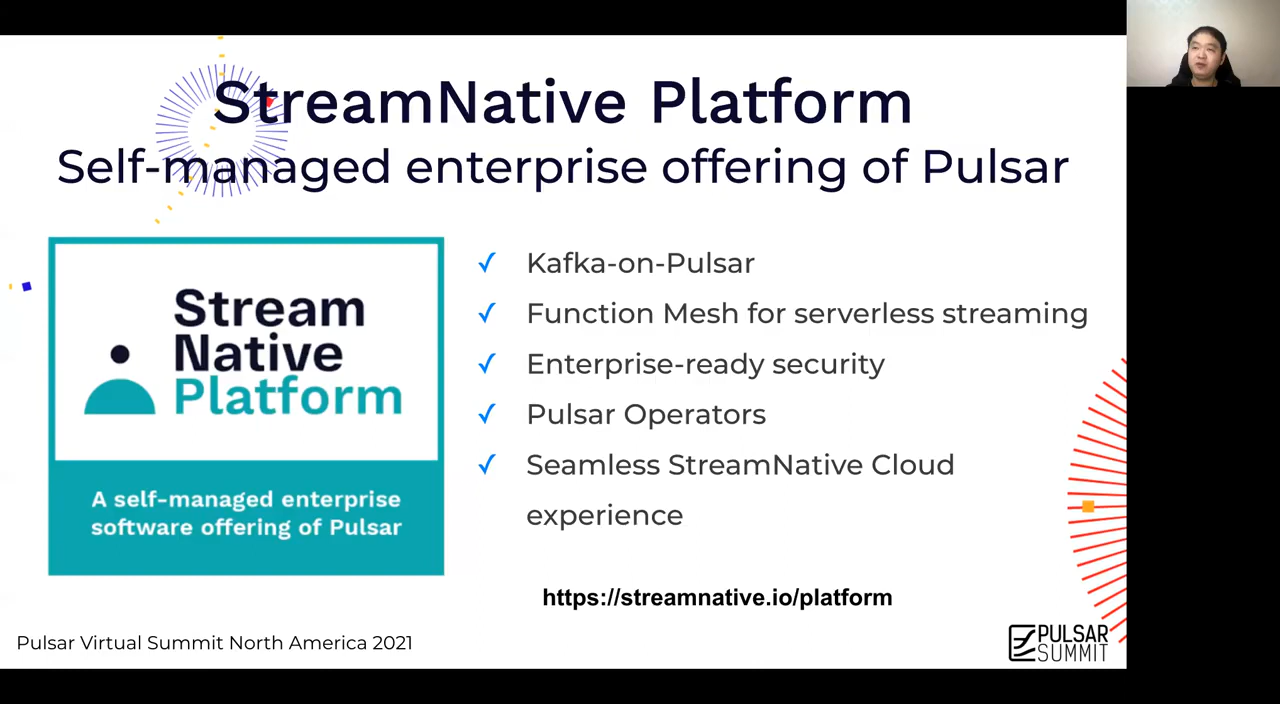 StreamNative Platform
Self-managed enterprise offering of Pulsar
Stream
Native
Platform
A self-managed enterprise
software offering of Pulsar
✓ Kafka-on-Pulsar
✓ Function Mesh for serverless streaming
✓ Enterprise-ready security
✓ Pulsar Operators
✓ Seamless StreamNative Cloud
experience
https://streamnative.io/platform
Pulsar Virtual Summit North America 2021
PULSAR
SUMMIT